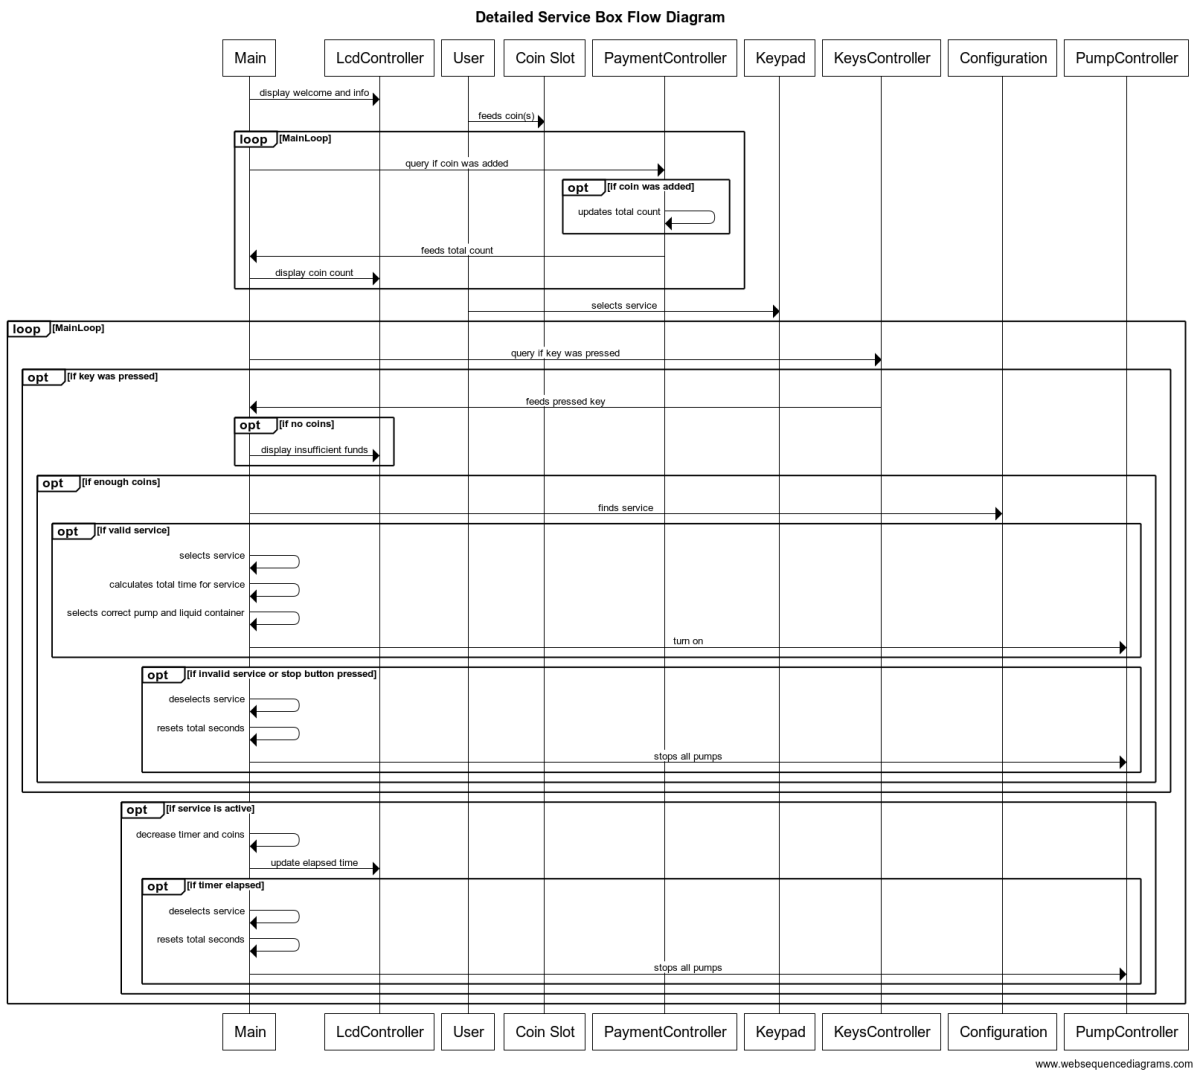 Detailed Service Box Flow Diagram
Main LcdController User Coin Slot PaymentController Keypad KeysController Configuration PumpController
display welcome and info
feeds coin(s)
loop [MainLoop]
query if coin was added
opt [if coin was added]
updates total count
feeds total count
display coin count
selects service
loop [MainLoop]
query if key was pressed
opt [if key was pressed]
feeds pressed key
opt [if no coins]
display insufficient funds
opt [if enough coins]
finds service
opt [if valid service]
selects service
calculates total time for service
selects correct pump and liquid container
turn on
opt [if invalid service or stop button pressed]
deselects service
resets total seconds
stops all pumps
opt [if service is active]
decrease timer and coins
update elapsed time
opt [if timer elapsed]
deselects service
resets total seconds
stops all pumps
Main LcdController User Coin Slot PaymentController Keypad KeysController Configuration PumpController
www.websequencediagrams.com